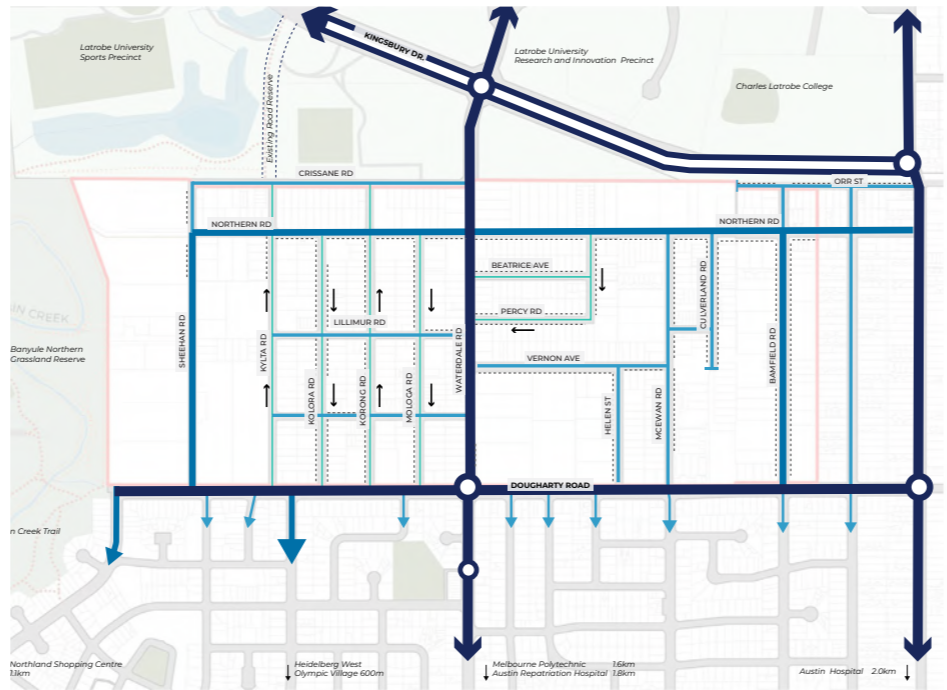 Latrobe University
Sports Precinct
KINGSBURY DR.
Latrobe University
Research and Innovation Precinct
Charles Latrobe College
Existing Road Reserve
CRISSANE RD
ORR ST
NORTHERN RD
NORTHERN RD
BEATRICE AVE
PERCY RD
CULVERLAND RD
LILLIMUR RD
SHEEHAN RD
KYLTA RD
WATERDALE RD
VERNON AVE
BAMFIELD RD
KOLORA RD
KORONG RD
MOLOGA RD
HELEN ST
MCEWAN RD
CREEK
Banyule Northern
Grassland Reserve
DOUGHARTY ROAD
n Creek Trail
Northland Shopping Centre
1.1km
Heidelberg West
Olympic Village 600m
Melbourne Polytechnic 1.6km
Austin Repatriation Hospital 1.8km
Austin Hospital 2.0km